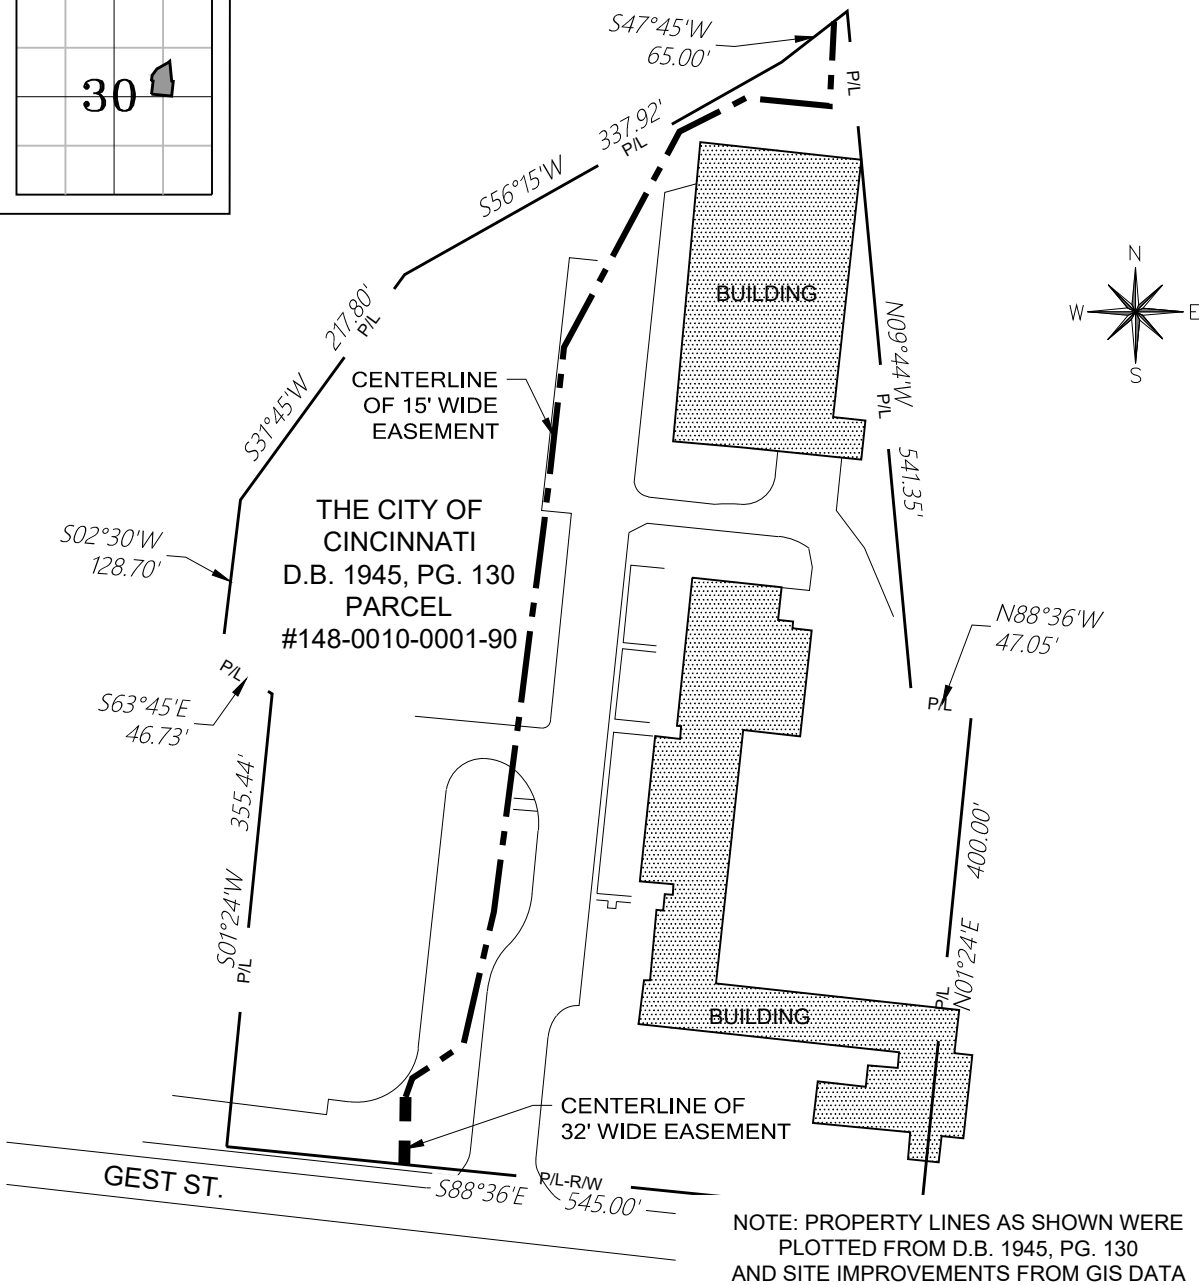 30
S47°45'W
65.00'
P/L
337.92'
P/L
S56°15'W
N
W E
S
BUILDING
217.80'
P/L
N09°44'W
P/L
541.35'
CENTERLINE
OF 15' WIDE
EASEMENT
S31°45'W
THE CITY OF
CINCINNATI
D.B. 1945, PG. 130
PARCEL
#148-0010-0001-90
S02°30'W
128.70'
N88°36'W
47.05'
P/L
P/L
S63°45'E
46.73'
355.44'
S01°24'W
P/L
400.00'
N01°24'E
P/L
BUILDING
CENTERLINE OF
32' WIDE EASEMENT
GEST ST.
S88°36'E
P/L-R/W
545.00'
NOTE: PROPERTY LINES AS SHOWN WERE
PLOTTED FROM D.B. 1945, PG. 130
AND SITE IMPROVEMENTS FROM GIS DATA